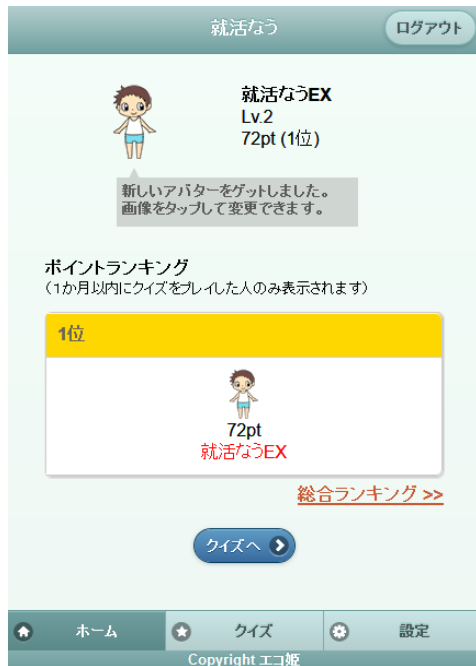 就活なう
ログアウト
就活なうEX
Lv.2
72pt (1位)
新しいアバターをゲットしました。
画像をタップして変更できます。
ポイントランキング
(1か月以内にクイズをプレイした人のみ表示されます)
1位
72pt
就活なうEX
総合ランキング >>
クイズへ
ホーム
クイズ
設定
Copyright エコ姫